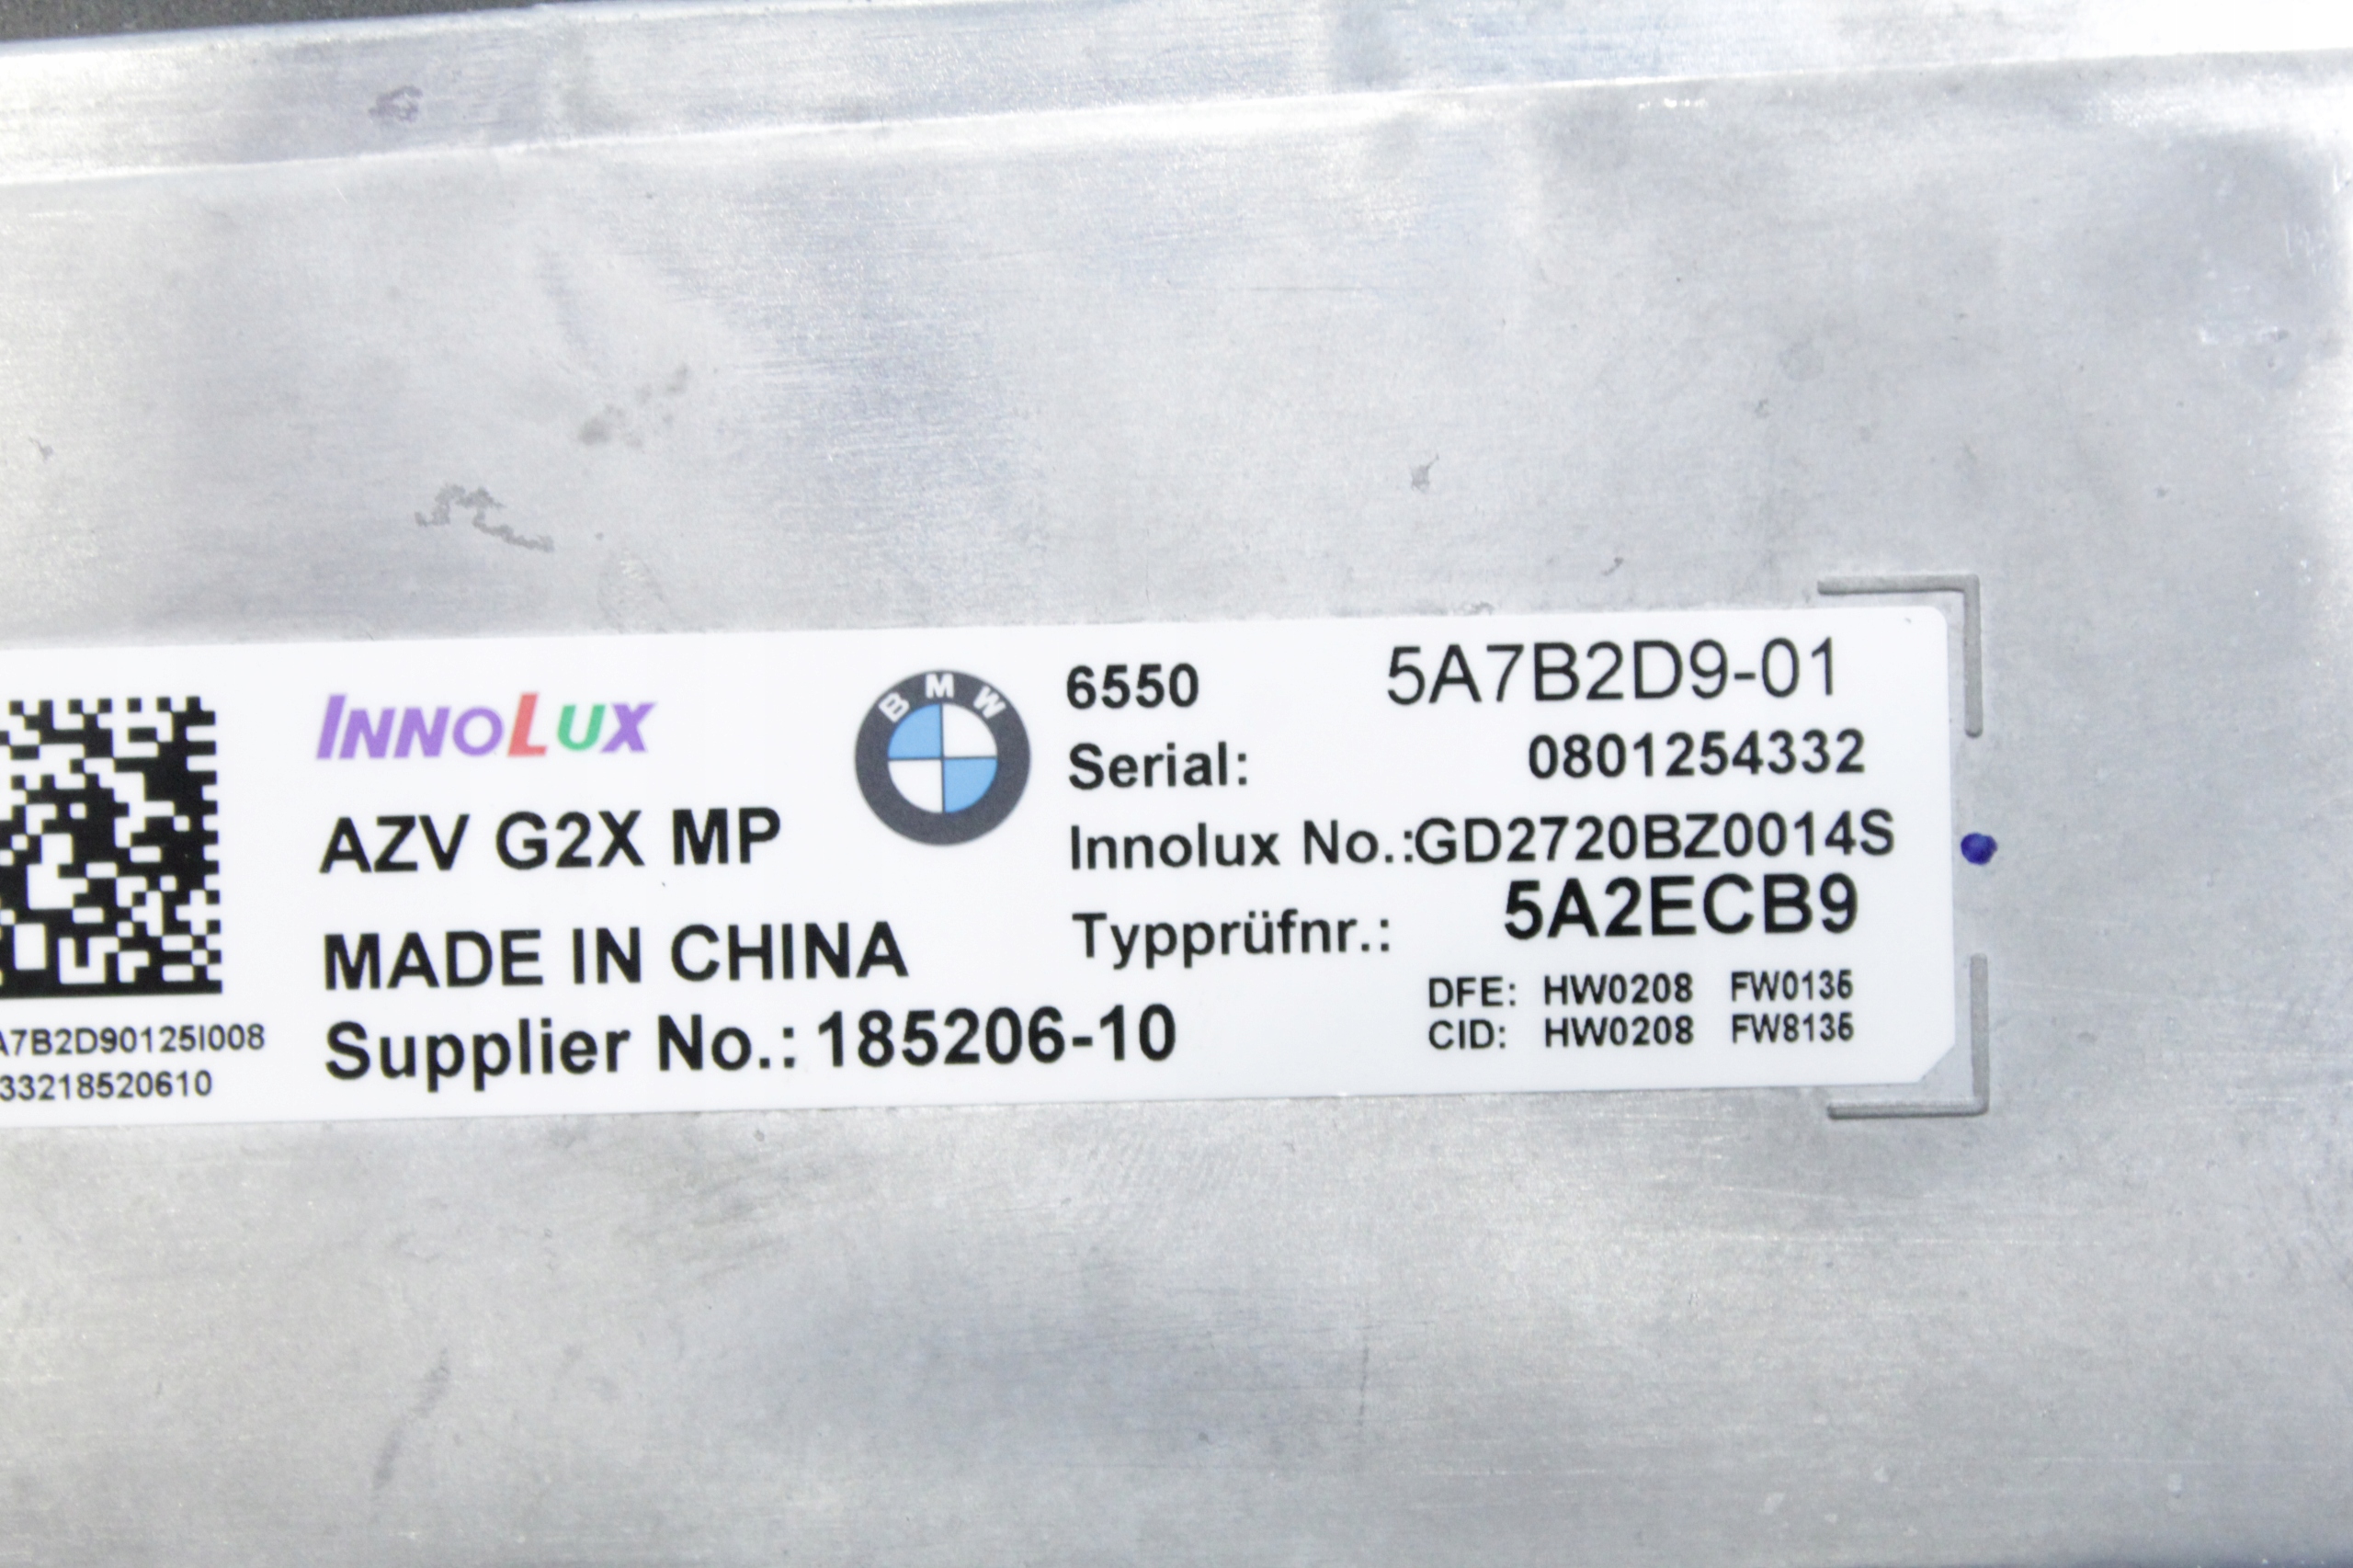 INNOLUX
AZV G2X MP
MADE IN CHINA
Supplier No.: 185206-10
A7B2D90125I008
33218520610
BMW
6550 5A7B2D9-01
Serial: 0801254332
Innolux No.:GD2720BZ0014S
Typprüfnr.: 5A2ECB9
DFE: HW0208 FW0136
CID: HW0208 FW8136